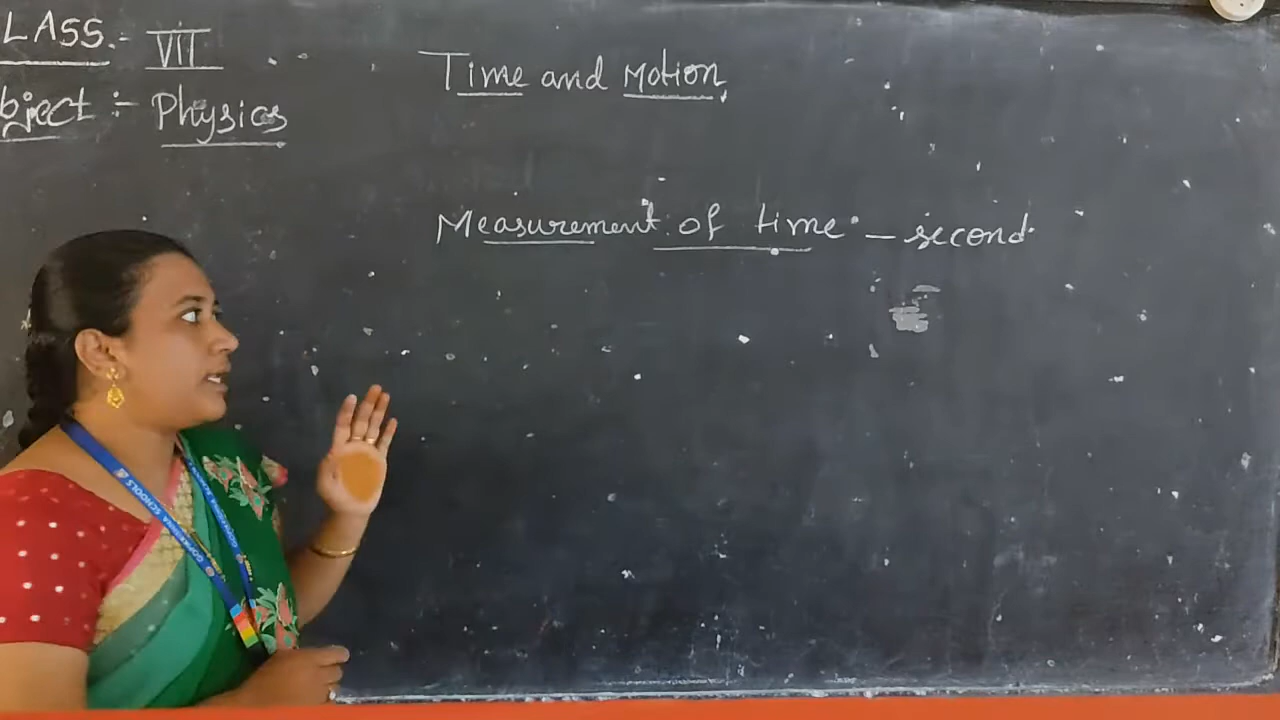 LASS.- VII
bject :- Physics
Time and Motion,
Measurement of time - second.